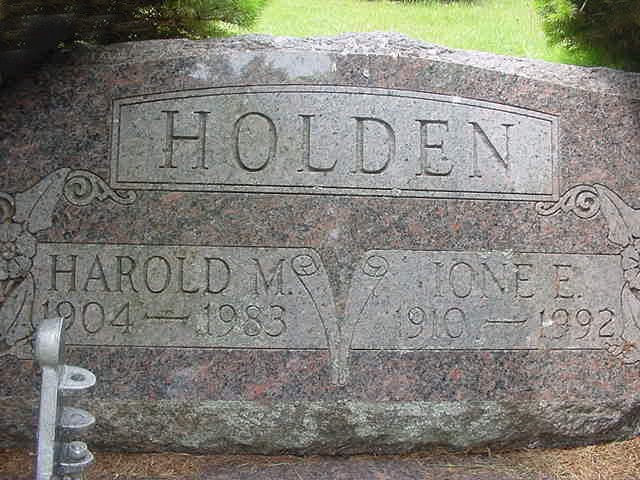 HOLDEN
HAROLD M. IONE E.
1904 — 1983 1910 — 1992